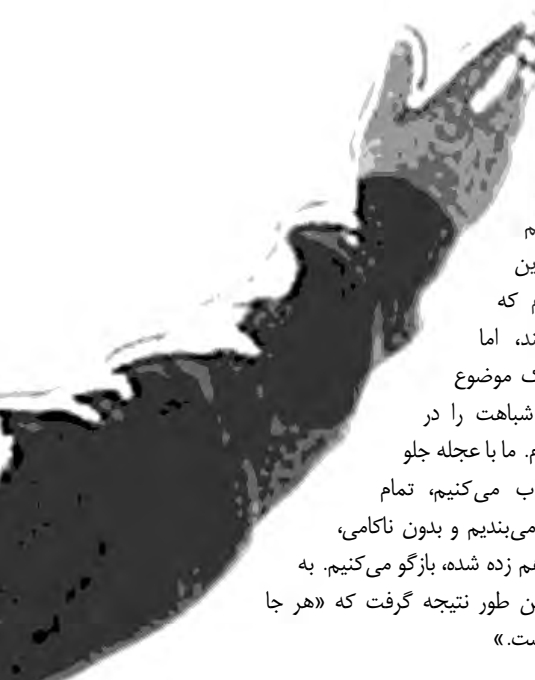 م
ین
م که
ند، اما
ک موضوع
شباهت را در
م. ما با عجله جلو
ب می‌کنیم، تمام
می‌بندیم و بدون ناکامی،
هم زده شده، بازگو می‌کنیم. به
ن طور نتیجه گرفت که «هر جا
ست.»